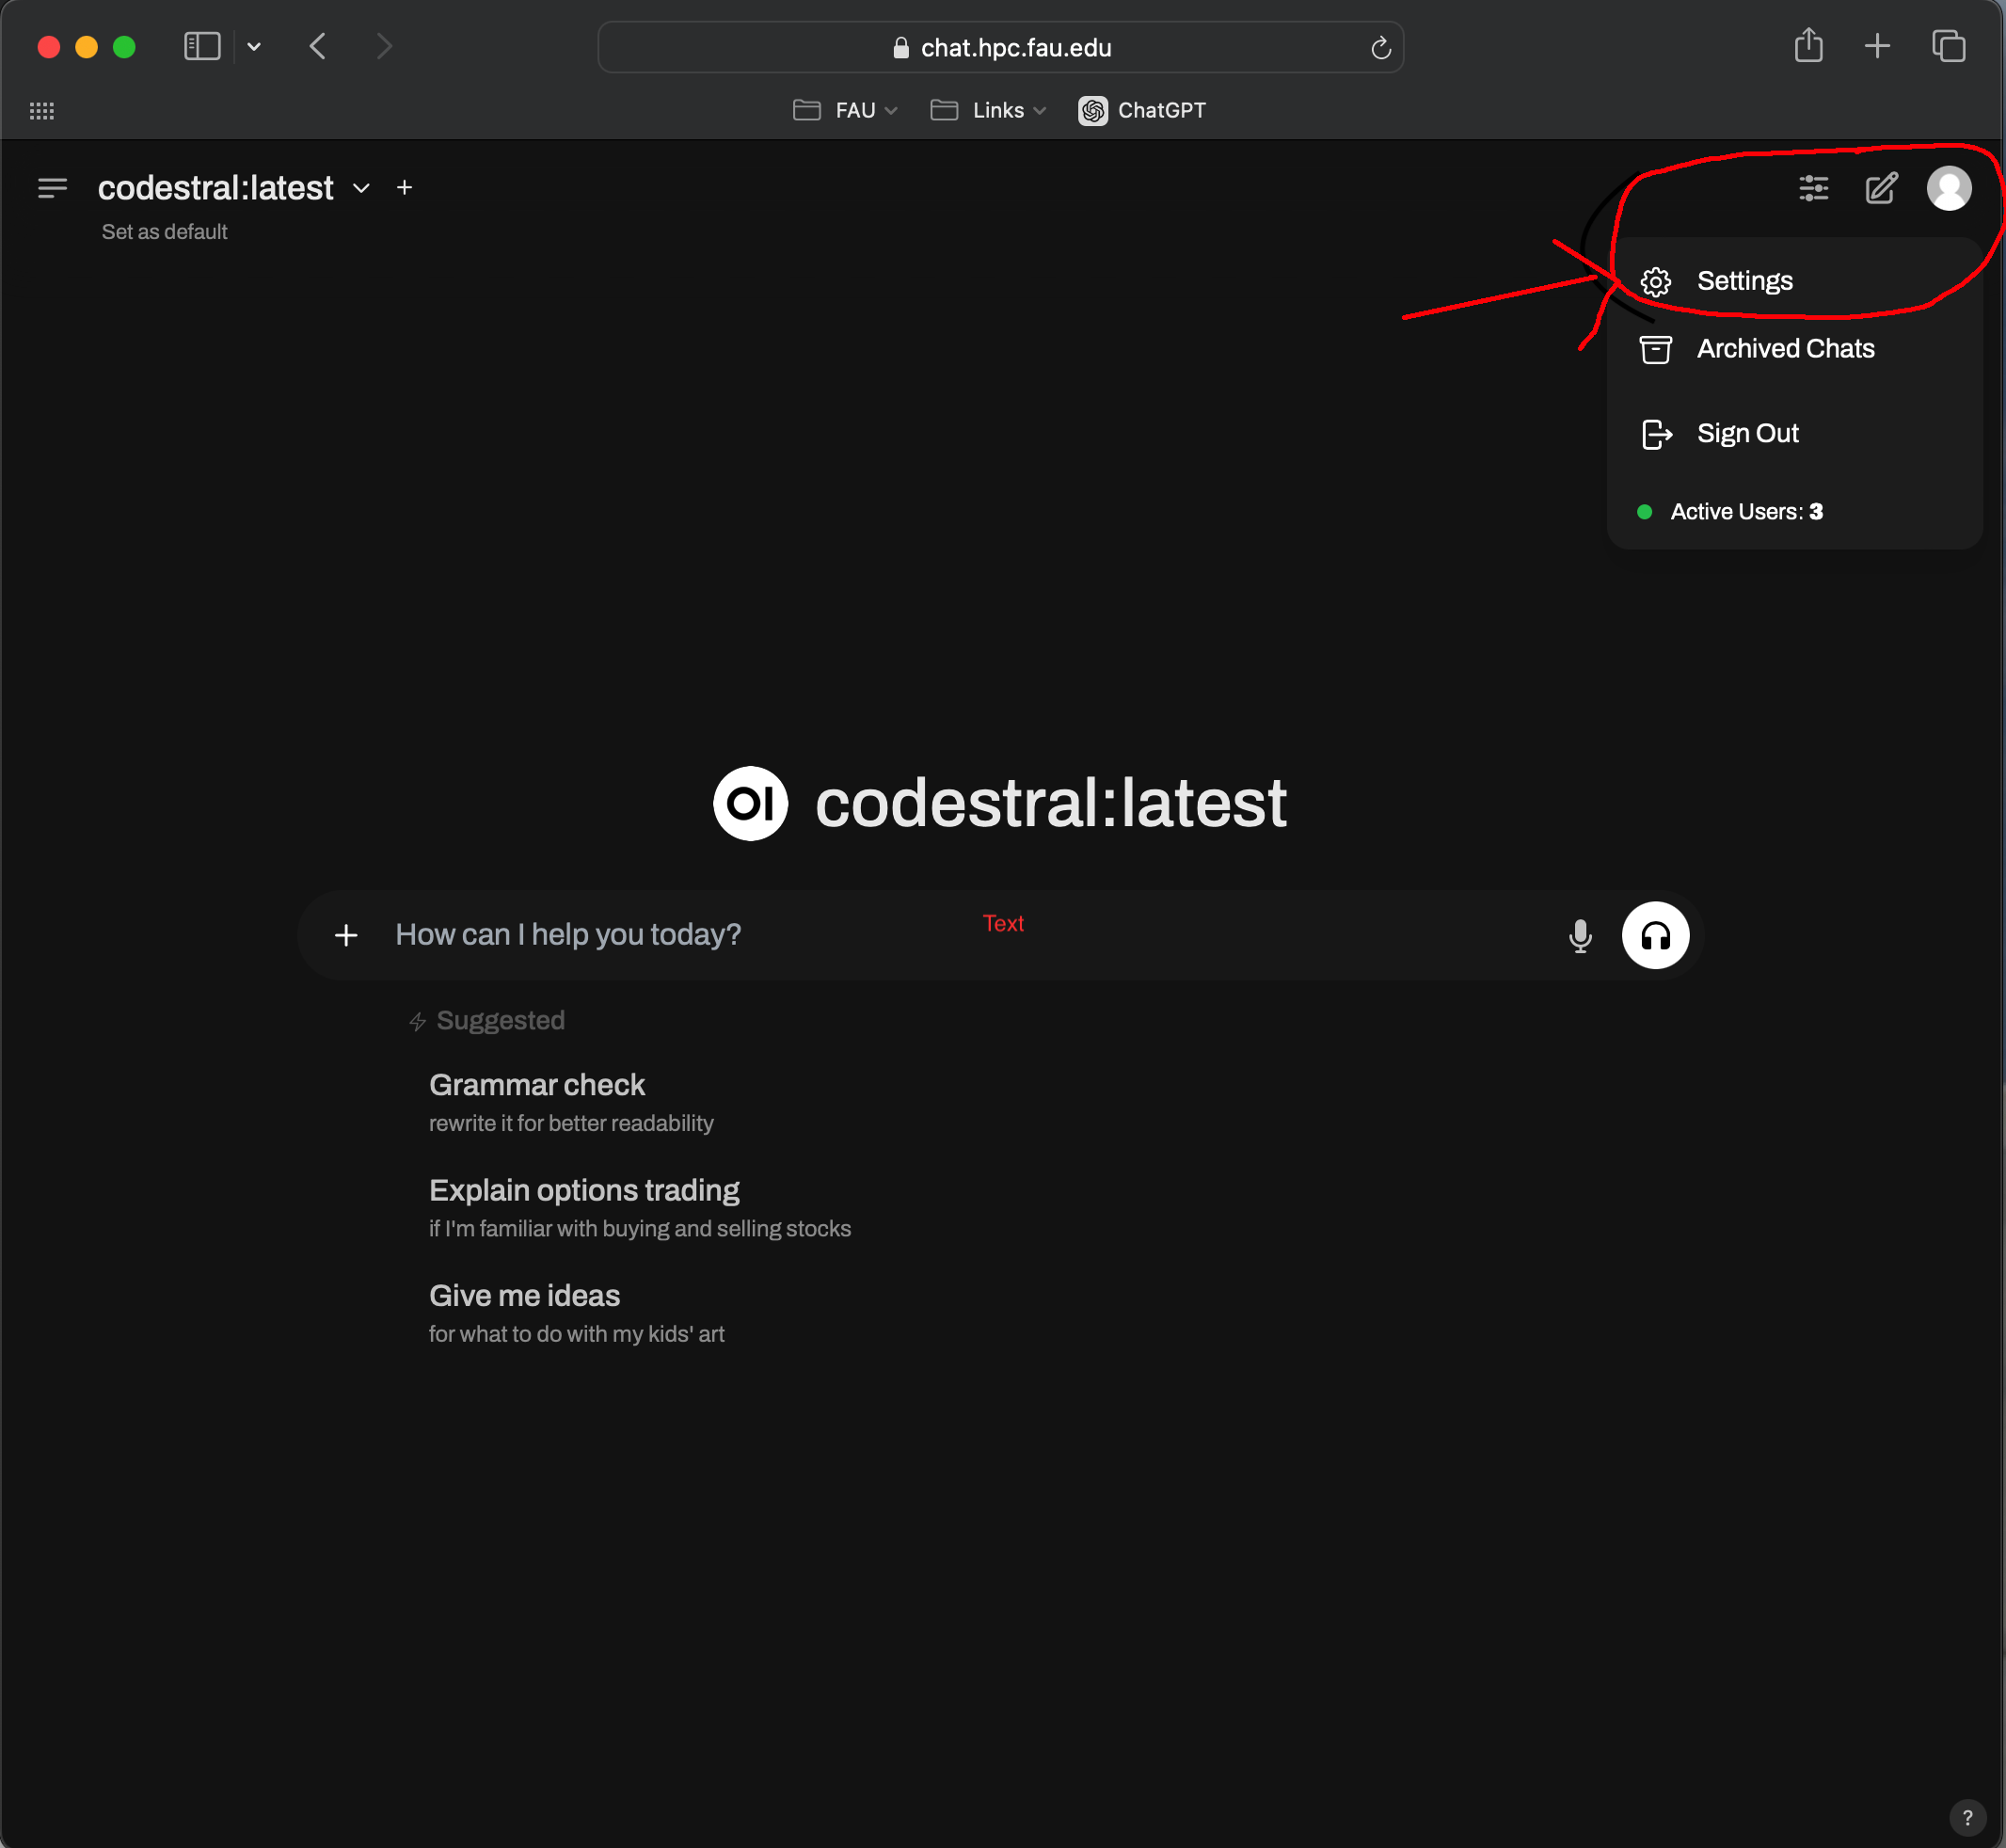 chat.hpc.fau.edu
FAU Links ChatGPT
codestral:latest
Set as default
Settings
Archived Chats
Sign Out
Active Users: 3
OI codestral:latest
How can I help you today? Text
Suggested
Grammar check
rewrite it for better readability
Explain options trading
if I'm familiar with buying and selling stocks
Give me ideas
for what to do with my kids' art
?